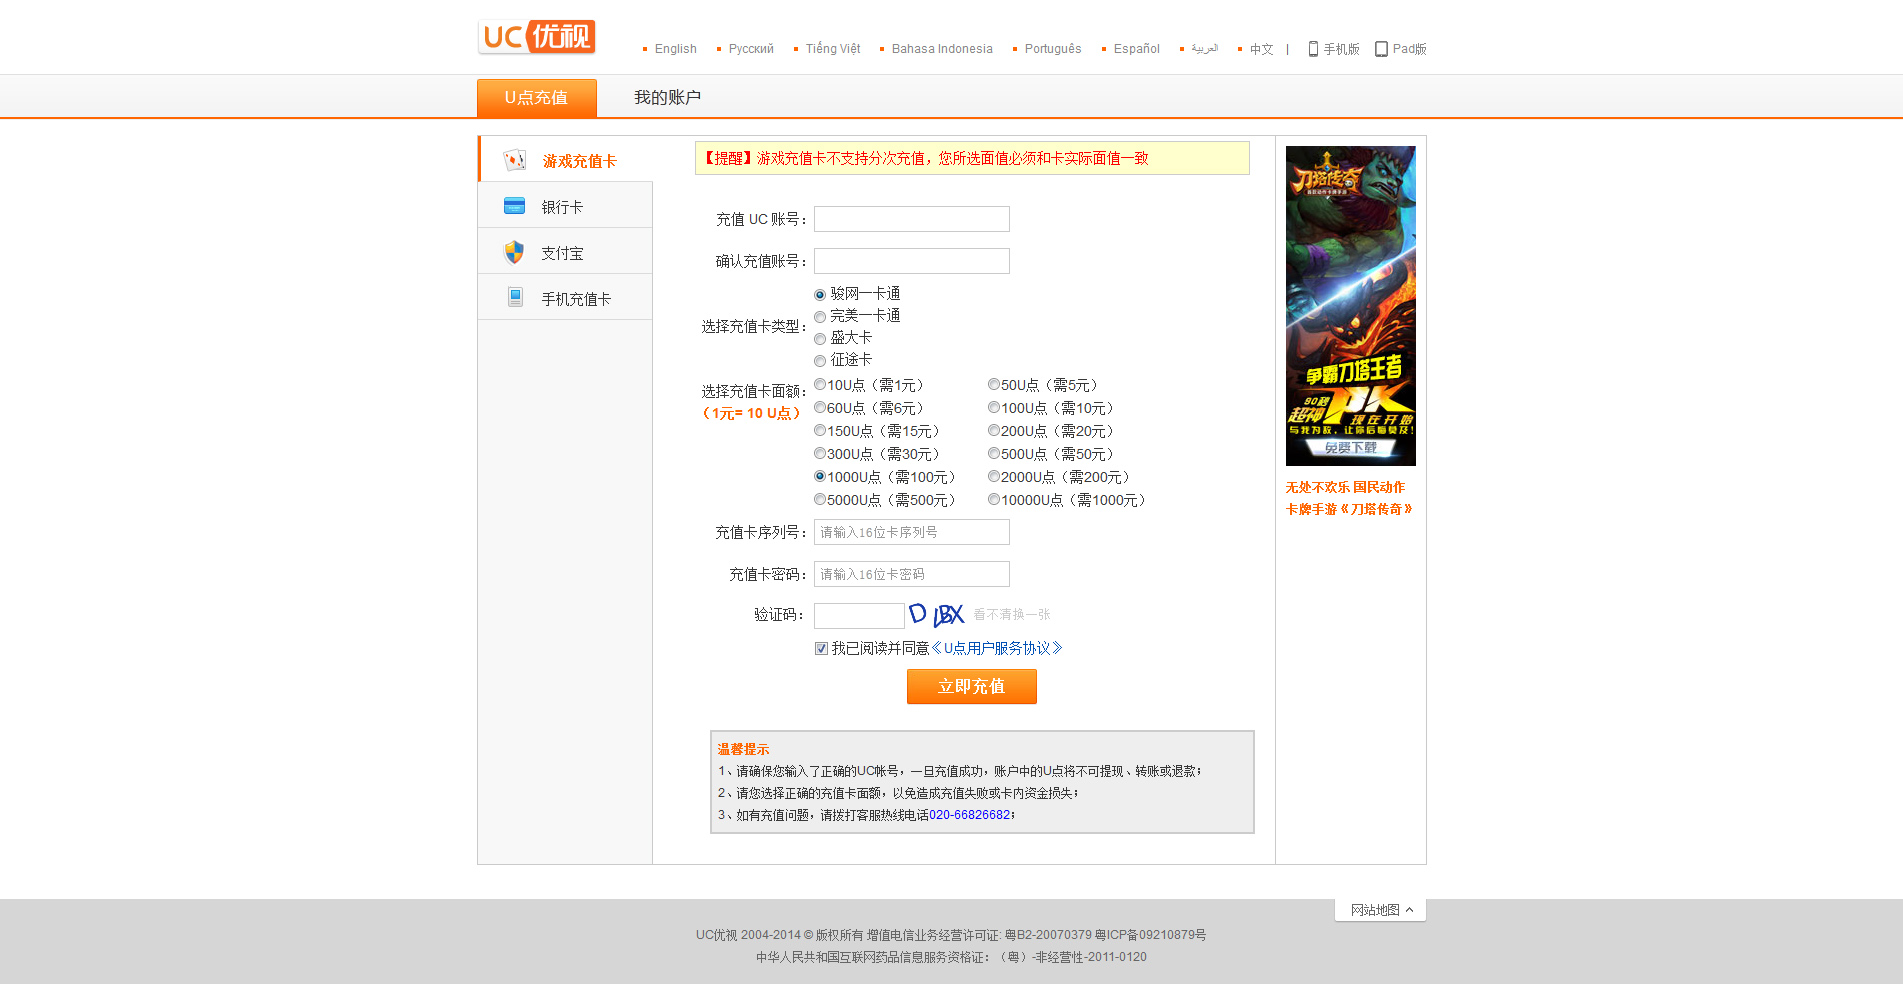 UC优视
English Русский Tiếng Việt Bahasa Indonesia Português Español العربية 中文 | 手机版 Pad版
U点充值 我的账户
游戏充值卡
银行卡
支付宝
手机充值卡
【提醒】游戏充值卡不支持分次充值，您所选面值必须和卡实际面值一致
充值 UC 账号：
确认充值账号：
选择充值卡类型：
骏网一卡通
完美一卡通
盛大卡
征途卡
选择充值卡面额：
（1元= 10 U点）
10U点（需1元） 50U点（需5元）
60U点（需6元） 100U点（需10元）
150U点（需15元） 200U点（需20元）
300U点（需30元） 500U点（需50元）
1000U点（需100元） 2000U点（需200元）
5000U点（需500元） 10000U点（需1000元）
充值卡序列号： 请输入16位卡序列号
充值卡密码： 请输入16位卡密码
验证码： D LBX 看不清换一张
我已阅读并同意《U点用户服务协议》
立即充值
温馨提示
1、请确保您输入了正确的UC帐号，一旦充值成功，账户中的U点将不可提现、转账或退款；
2、请您选择正确的充值卡面额，以免造成充值失败或卡内资金损失；
3、如有充值问题，请拨打客服热线电话020-66826682；
刀塔传奇
争霸刀塔王者
90秒
超神
PK
现在开始
与我为敌，让你后悔莫及！
免费下载
无处不欢乐 国民动作
卡牌手游《刀塔传奇》
网站地图
UC优视 2004-2014 © 版权所有 增值电信业务经营许可证: 粤B2-20070379 粤ICP备09210879号
中华人民共和国互联网药品信息服务资格证：（粤）-非经营性-2011-0120